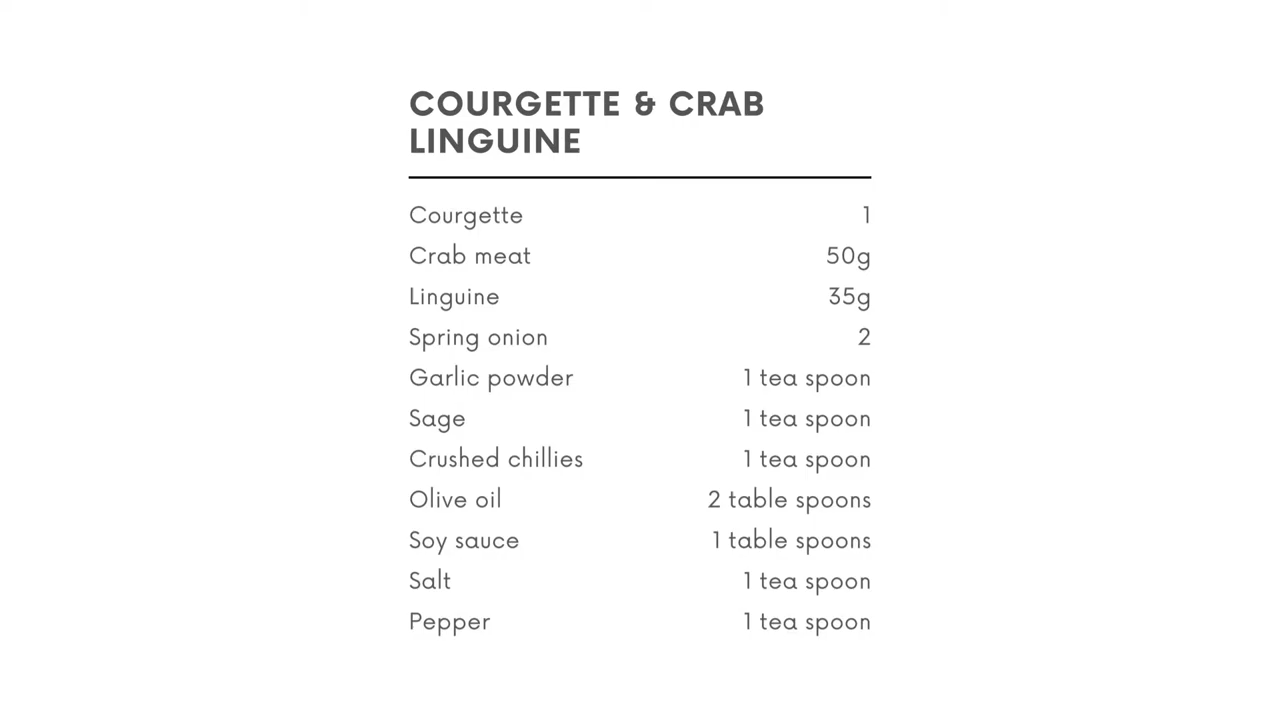 COURGETTE & CRAB
LINGUINE
Courgette 1
Crab meat 50g
Linguine 35g
Spring onion 2
Garlic powder 1 tea spoon
Sage 1 tea spoon
Crushed chillies 1 tea spoon
Olive oil 2 table spoons
Soy sauce 1 table spoons
Salt 1 tea spoon
Pepper 1 tea spoon